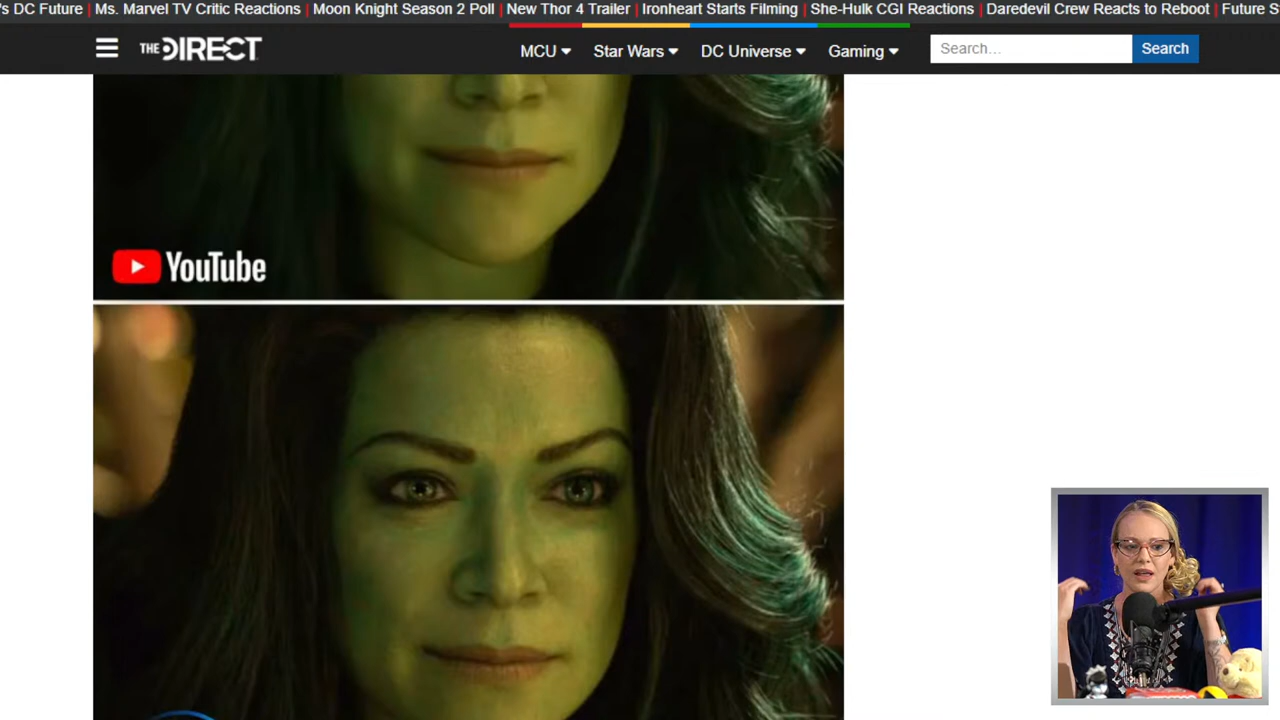 's DC Future | Ms. Marvel TV Critic Reactions | Moon Knight Season 2 Poll | New Thor 4 Trailer | Ironheart Starts Filming | She-Hulk CGI Reactions | Daredevil Crew Reacts to Reboot | Future S
THE DIRECT
MCU Star Wars DC Universe Gaming
Search... Search
YouTube